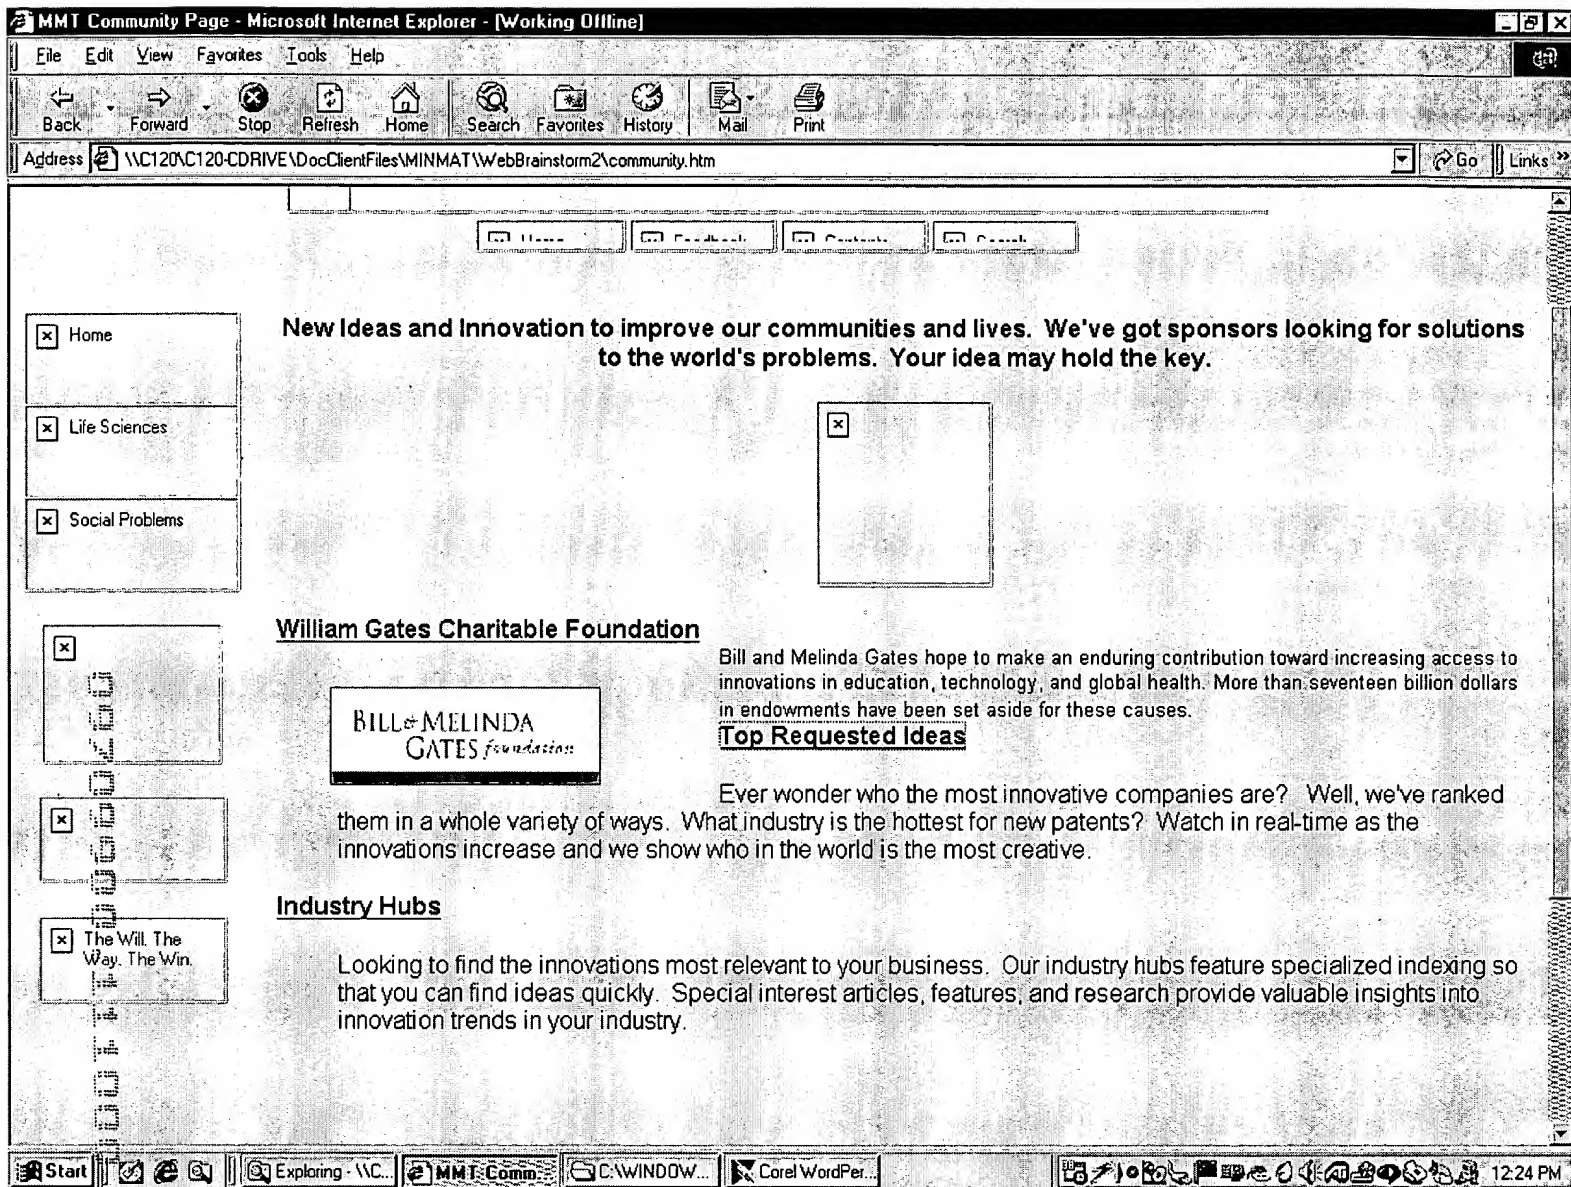 MMT Community Page - Microsoft Internet Explorer - [Working Offline]
File Edit View Favorites Tools Help
Back Forward Stop Refresh Home Search Favorites History Mail Print
Address \\C120\C120-CDRIVE\DocClientFiles\MINMAT\WebBrainstorm2\community.htm Go Links »
Home Feedback Contents Search
Home
Life Sciences
Social Problems
New Ideas and Innovation to improve our communities and lives. We've got sponsors looking for solutions
to the world's problems. Your idea may hold the key.
William Gates Charitable Foundation
BILL & MELINDA
GATES foundation
Bill and Melinda Gates hope to make an enduring contribution toward increasing access to
innovations in education, technology, and global health. More than seventeen billion dollars
in endowments have been set aside for these causes.
Top Requested Ideas
Ever wonder who the most innovative companies are? Well, we've ranked
them in a whole variety of ways. What industry is the hottest for new patents? Watch in real-time as the
innovations increase and we show who in the world is the most creative.
Industry Hubs
The Will. The
Way. The Win.
Looking to find the innovations most relevant to your business. Our industry hubs feature specialized indexing so
that you can find ideas quickly. Special interest articles, features, and research provide valuable insights into
innovation trends in your industry.
Start Exploring - \\C... MMT Comm... C:\WINDOW... Corel WordPer... 12:24 PM